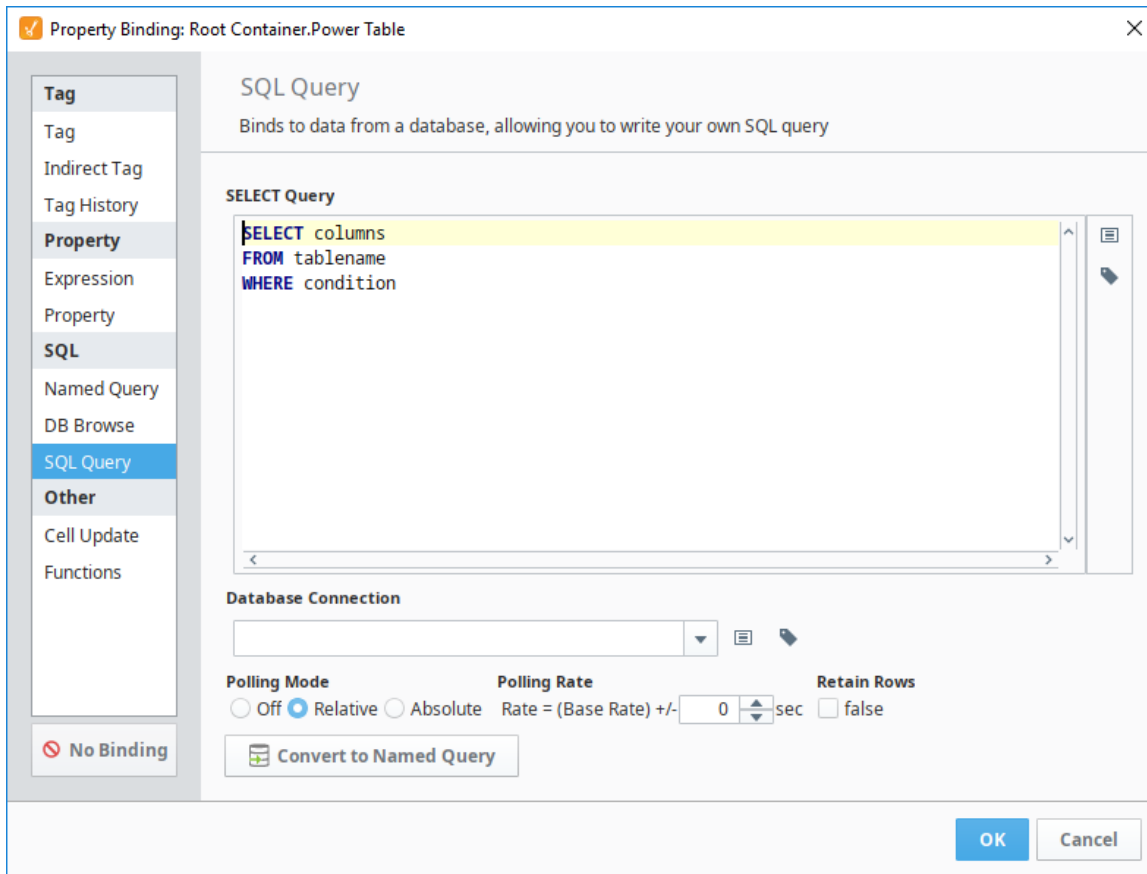 Property Binding: Root Container.Power Table
Tag
Tag
Indirect Tag
Tag History
Property
Expression
Property
SQL
Named Query
DB Browse
SQL Query
Other
Cell Update
Functions
No Binding
SQL Query
Binds to data from a database, allowing you to write your own SQL query
SELECT Query
SELECT columns
FROM tablename
WHERE condition
Database Connection
Polling Mode Polling Rate Retain Rows
Off Relative Absolute Rate = (Base Rate) +/- 0 sec false
Convert to Named Query
OK Cancel